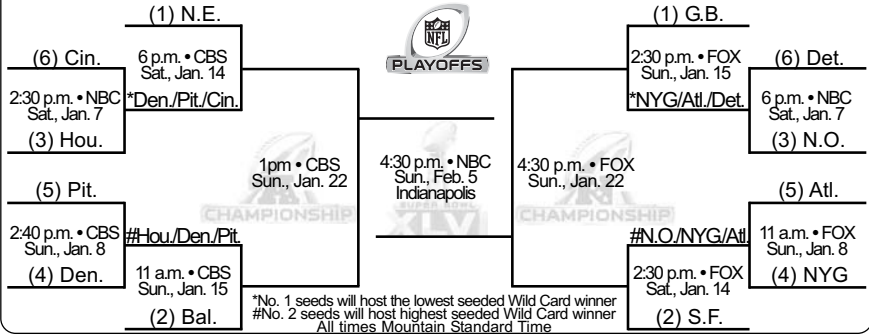 (1) N.E.
6 p.m. • CBS
Sat., Jan. 14
*Den./Pit./Cin.
(6) Cin.
2:30 p.m. • NBC
Sat., Jan. 7
(3) Hou.
1pm • CBS
Sun., Jan. 22
CHAMPIONSHIP
(5) Pit.
2:40 p.m. • CBS
Sun., Jan. 8
(4) Den.
#Hou./Den./Pit.
11 a.m. • CBS
Sun., Jan. 15
(2) Bal.
NFL
PLAYOFFS
4:30 p.m. • NBC
Sun., Feb. 5
Indianapolis
SUPER BOWL
XLV
(1) G.B.
2:30 p.m. • FOX
Sun., Jan. 15
*NYG/Atl./Det.
(6) Det.
6 p.m. • NBC
Sat., Jan. 7
(3) N.O.
4:30 p.m. • FOX
Sun., Jan. 22
CHAMPIONSHIP
(5) Atl.
11 a.m. • FOX
Sun., Jan. 8
(4) NYG
#N.O./NYG/Atl.
2:30 p.m. • FOX
Sat., Jan. 14
(2) S.F.
*No. 1 seeds will host the lowest seeded Wild Card winner
#No. 2 seeds will host highest seeded Wild Card winner
All times Mountain Standard Time